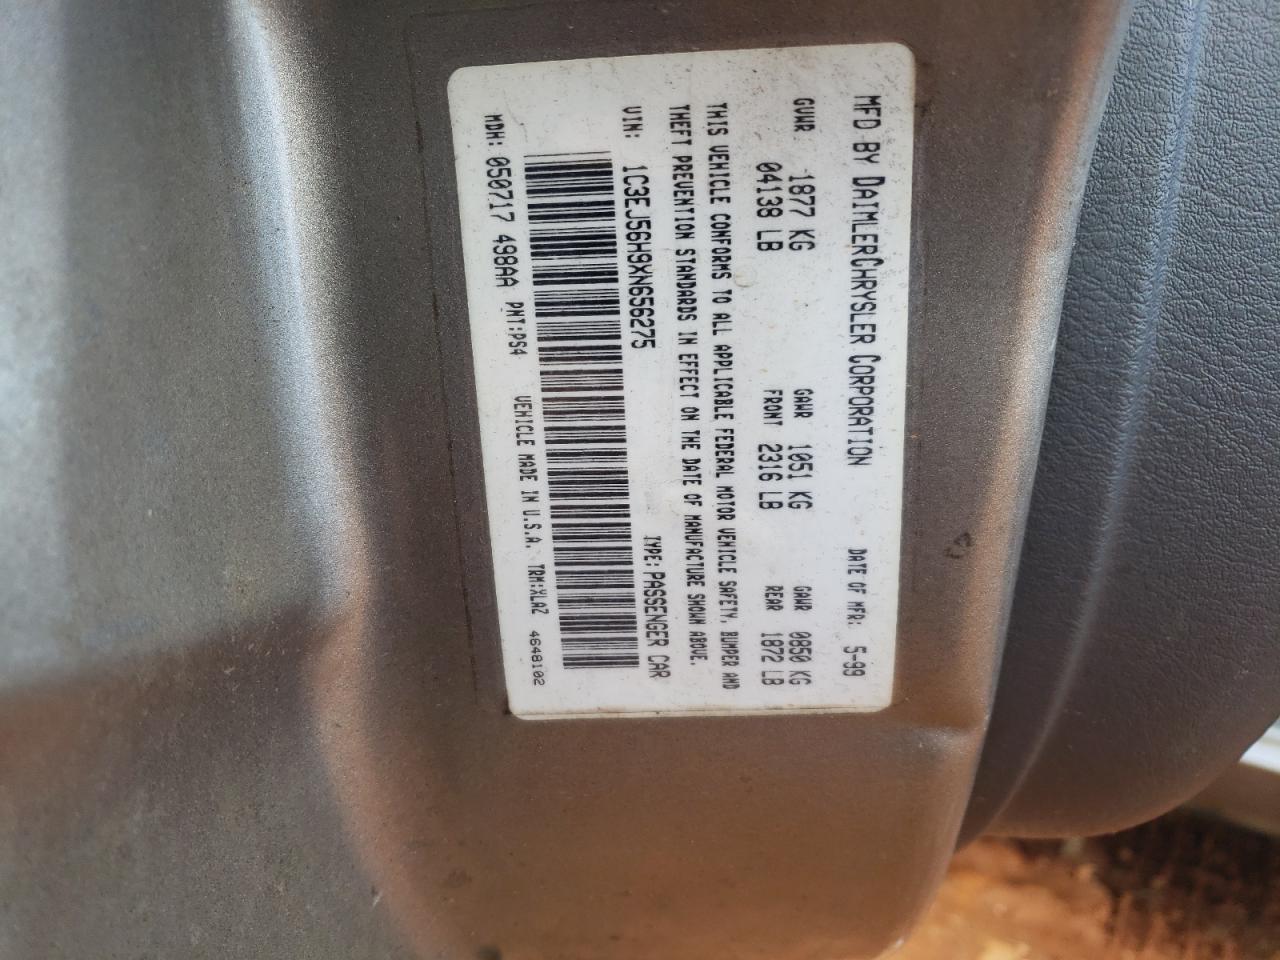 MFD BY DAIMLERCHRYSLER CORPORATION DATE OF MFR: 5-99
GVWR 1877 KG GAWR 1051 KG GAWR 0850 KG
04138 LB FRONT 2316 LB REAR 1872 LB
THIS VEHICLE CONFORMS TO ALL APPLICABLE FEDERAL MOTOR VEHICLE SAFETY, BUMPER AND
THEFT PREVENTION STANDARDS IN EFFECT ON THE DATE OF MANUFACTURE SHOWN ABOVE.
VIN: 1C3EJ56H9XN656275 TYPE: PASSENGER CAR
MDH: 050717 498AA PNT:PS4 VEHICLE MADE IN U.S.A. TRM:XLAZ 4648102